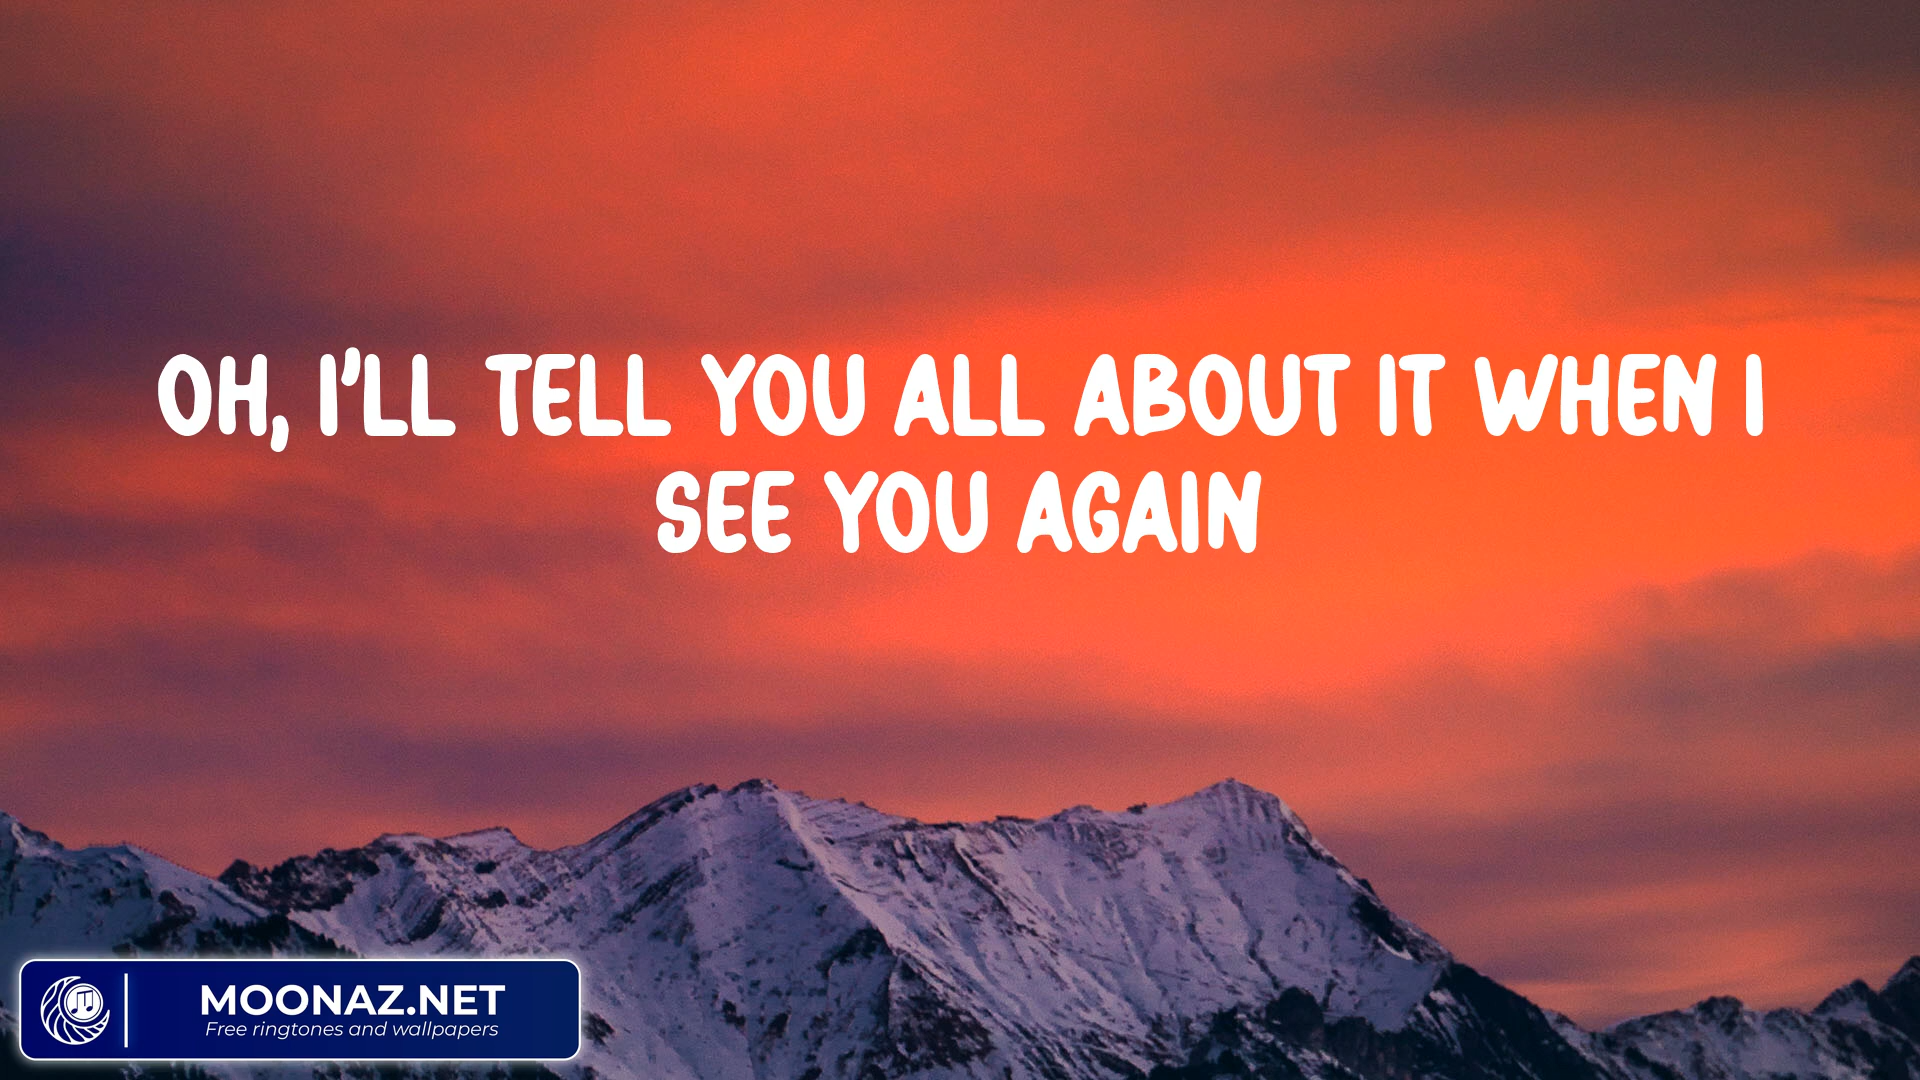 OH, I'LL TELL YOU ALL ABOUT IT WHEN I
SEE YOU AGAIN
MOONAZ.NET
Free ringtones and wallpapers